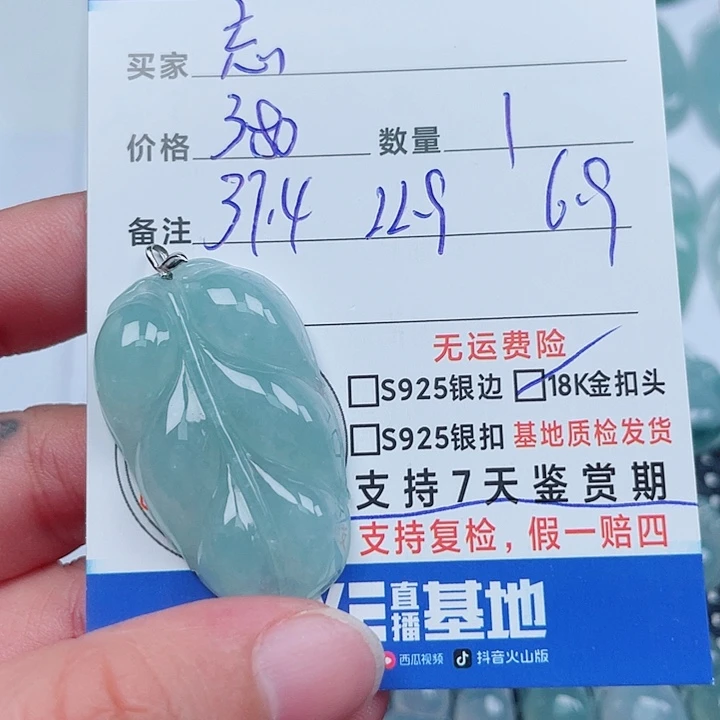 买家 志
价格 380 数量 1
备注 37.4 22.9 6.9
无运费险
S925银边 18K金扣头
S925银扣 基地质检发货
支持7天鉴赏期
支持复检，假一赔四
直播基地
西瓜视频 抖音火山版